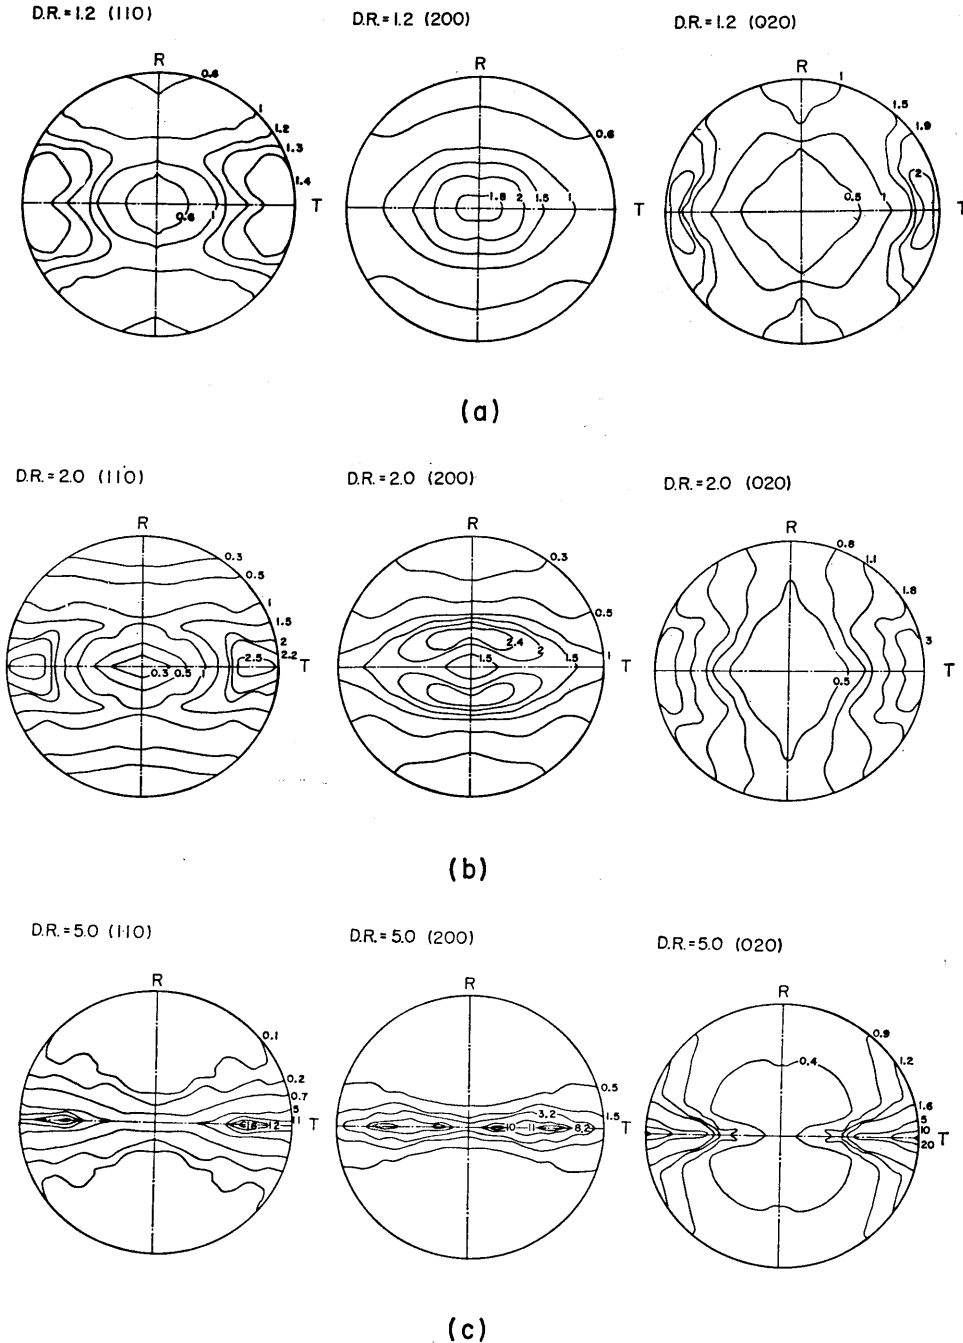 D.R.=1.2 (110)
D.R.=1.2 (200)
D.R.=1.2 (020)
R
0.6
1
1.2
1.3
1.4
T
0.6
1
R
0.6
T
1.8
2
1.5
1
R
1
1.5
1.9
2
T
0.5
1
(a)
D.R.=2.0 (110)
D.R.=2.0 (200)
D.R.=2.0 (020)
R
0.3
0.5
1
1.5
2
2.2
T
2.5
0.3
0.5
1
R
0.3
0.5
1
T
2.4
2
1.5
1.5
R
0.8
1.1
1.8
3
T
0.5
(b)
D.R.=5.0 (110)
D.R.=5.0 (200)
D.R.=5.0 (020)
R
0.1
0.2
0.7
5
11
T
12
R
0.5
1.5
T
3.2
10
11
8.2
R
0.9
1.2
1.6
5
10
20
T
0.4
(c)